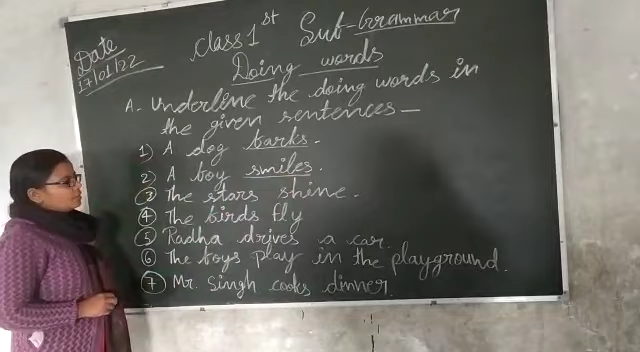 Date
17/01/22
Class 1st Sub-Grammar
Doing words
A. Underline the doing words in
the given sentences—
1) A dog barks.
2) A boy smiles.
3 The stars shine.
4 The birds fly
5 Radha drives a car.
6 The boys play in the playground.
7 Mr. Singh cooks dinner.